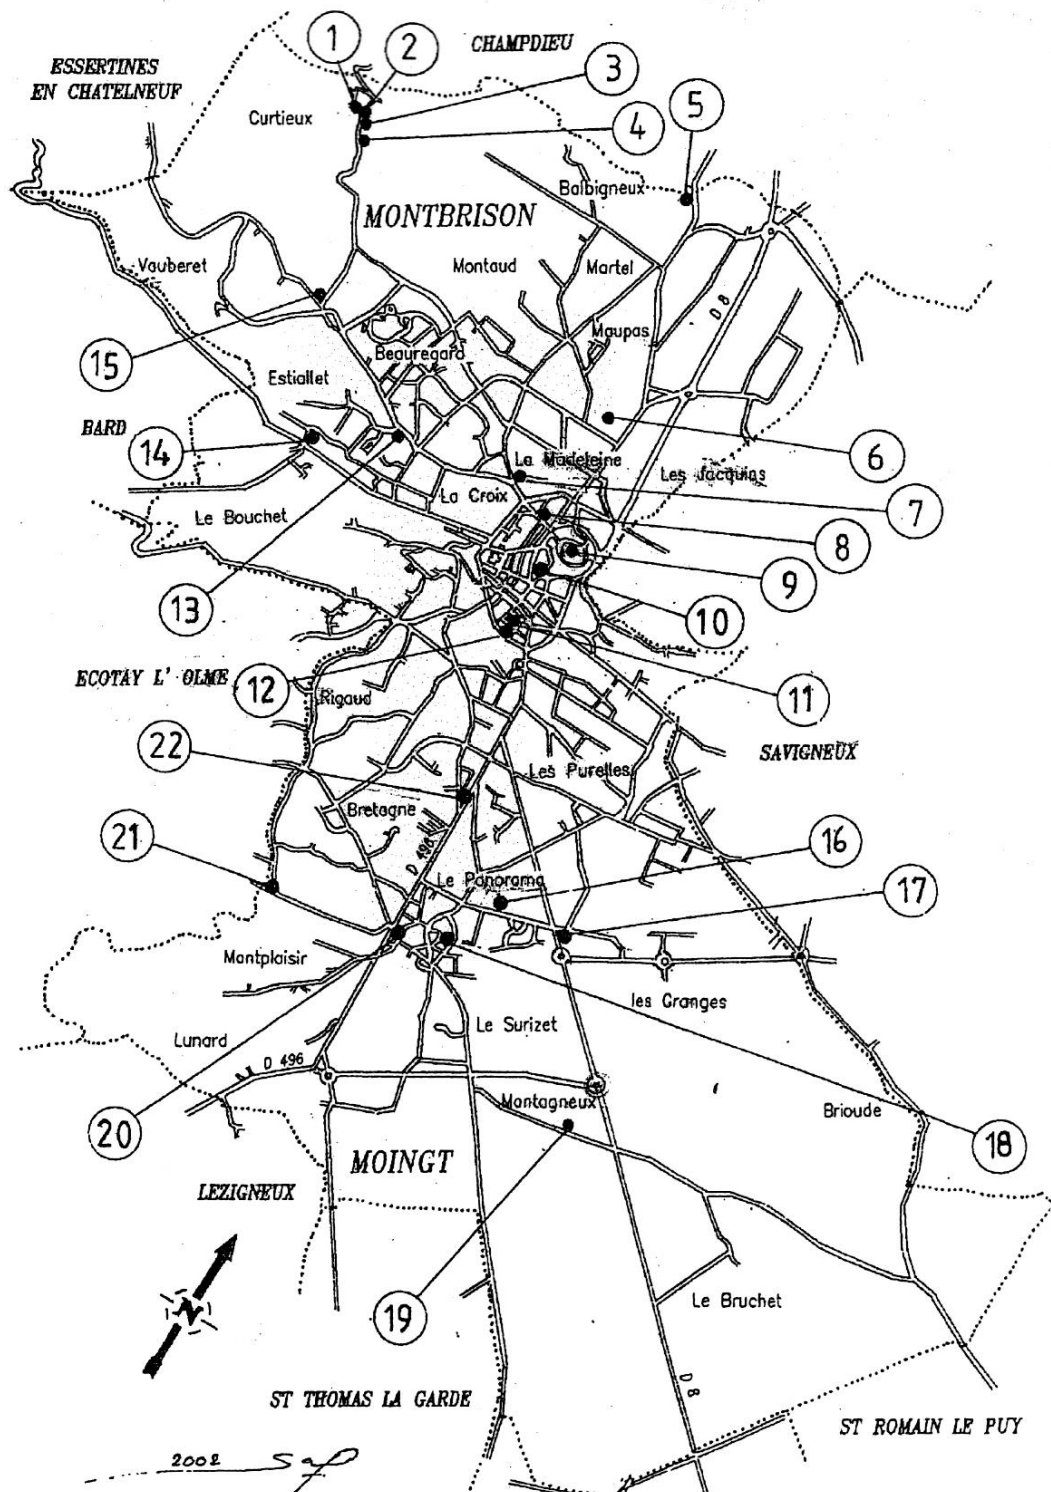 1
2
CHAMPDIEU
3
ESSERTINES
EN CHATELNEUF
4
5
Curtieux
Balbigneux
MONTBRISON
Vauberet
Montaud
Martel
D 8
15
Maupas
Beauregard
Estiallet
BARD
14
6
La Madeleine
Les Jacquins
La Croix
7
Le Bouchet
8
9
13
10
ECOTAY L' OLME
12
Rigaud
11
22
SAVIGNEUX
Les Purelles
Bretagne
21
D 496
16
Le Panorama
17
Montplaisir
les Granges
Le Surizet
Lunard
D 496
Montagneux
Brioude
20
18
MOINGT
LEZIGNEUX
N
19
Le Bruchet
D 8
ST THOMAS LA GARDE
ST ROMAIN LE PUY
2002